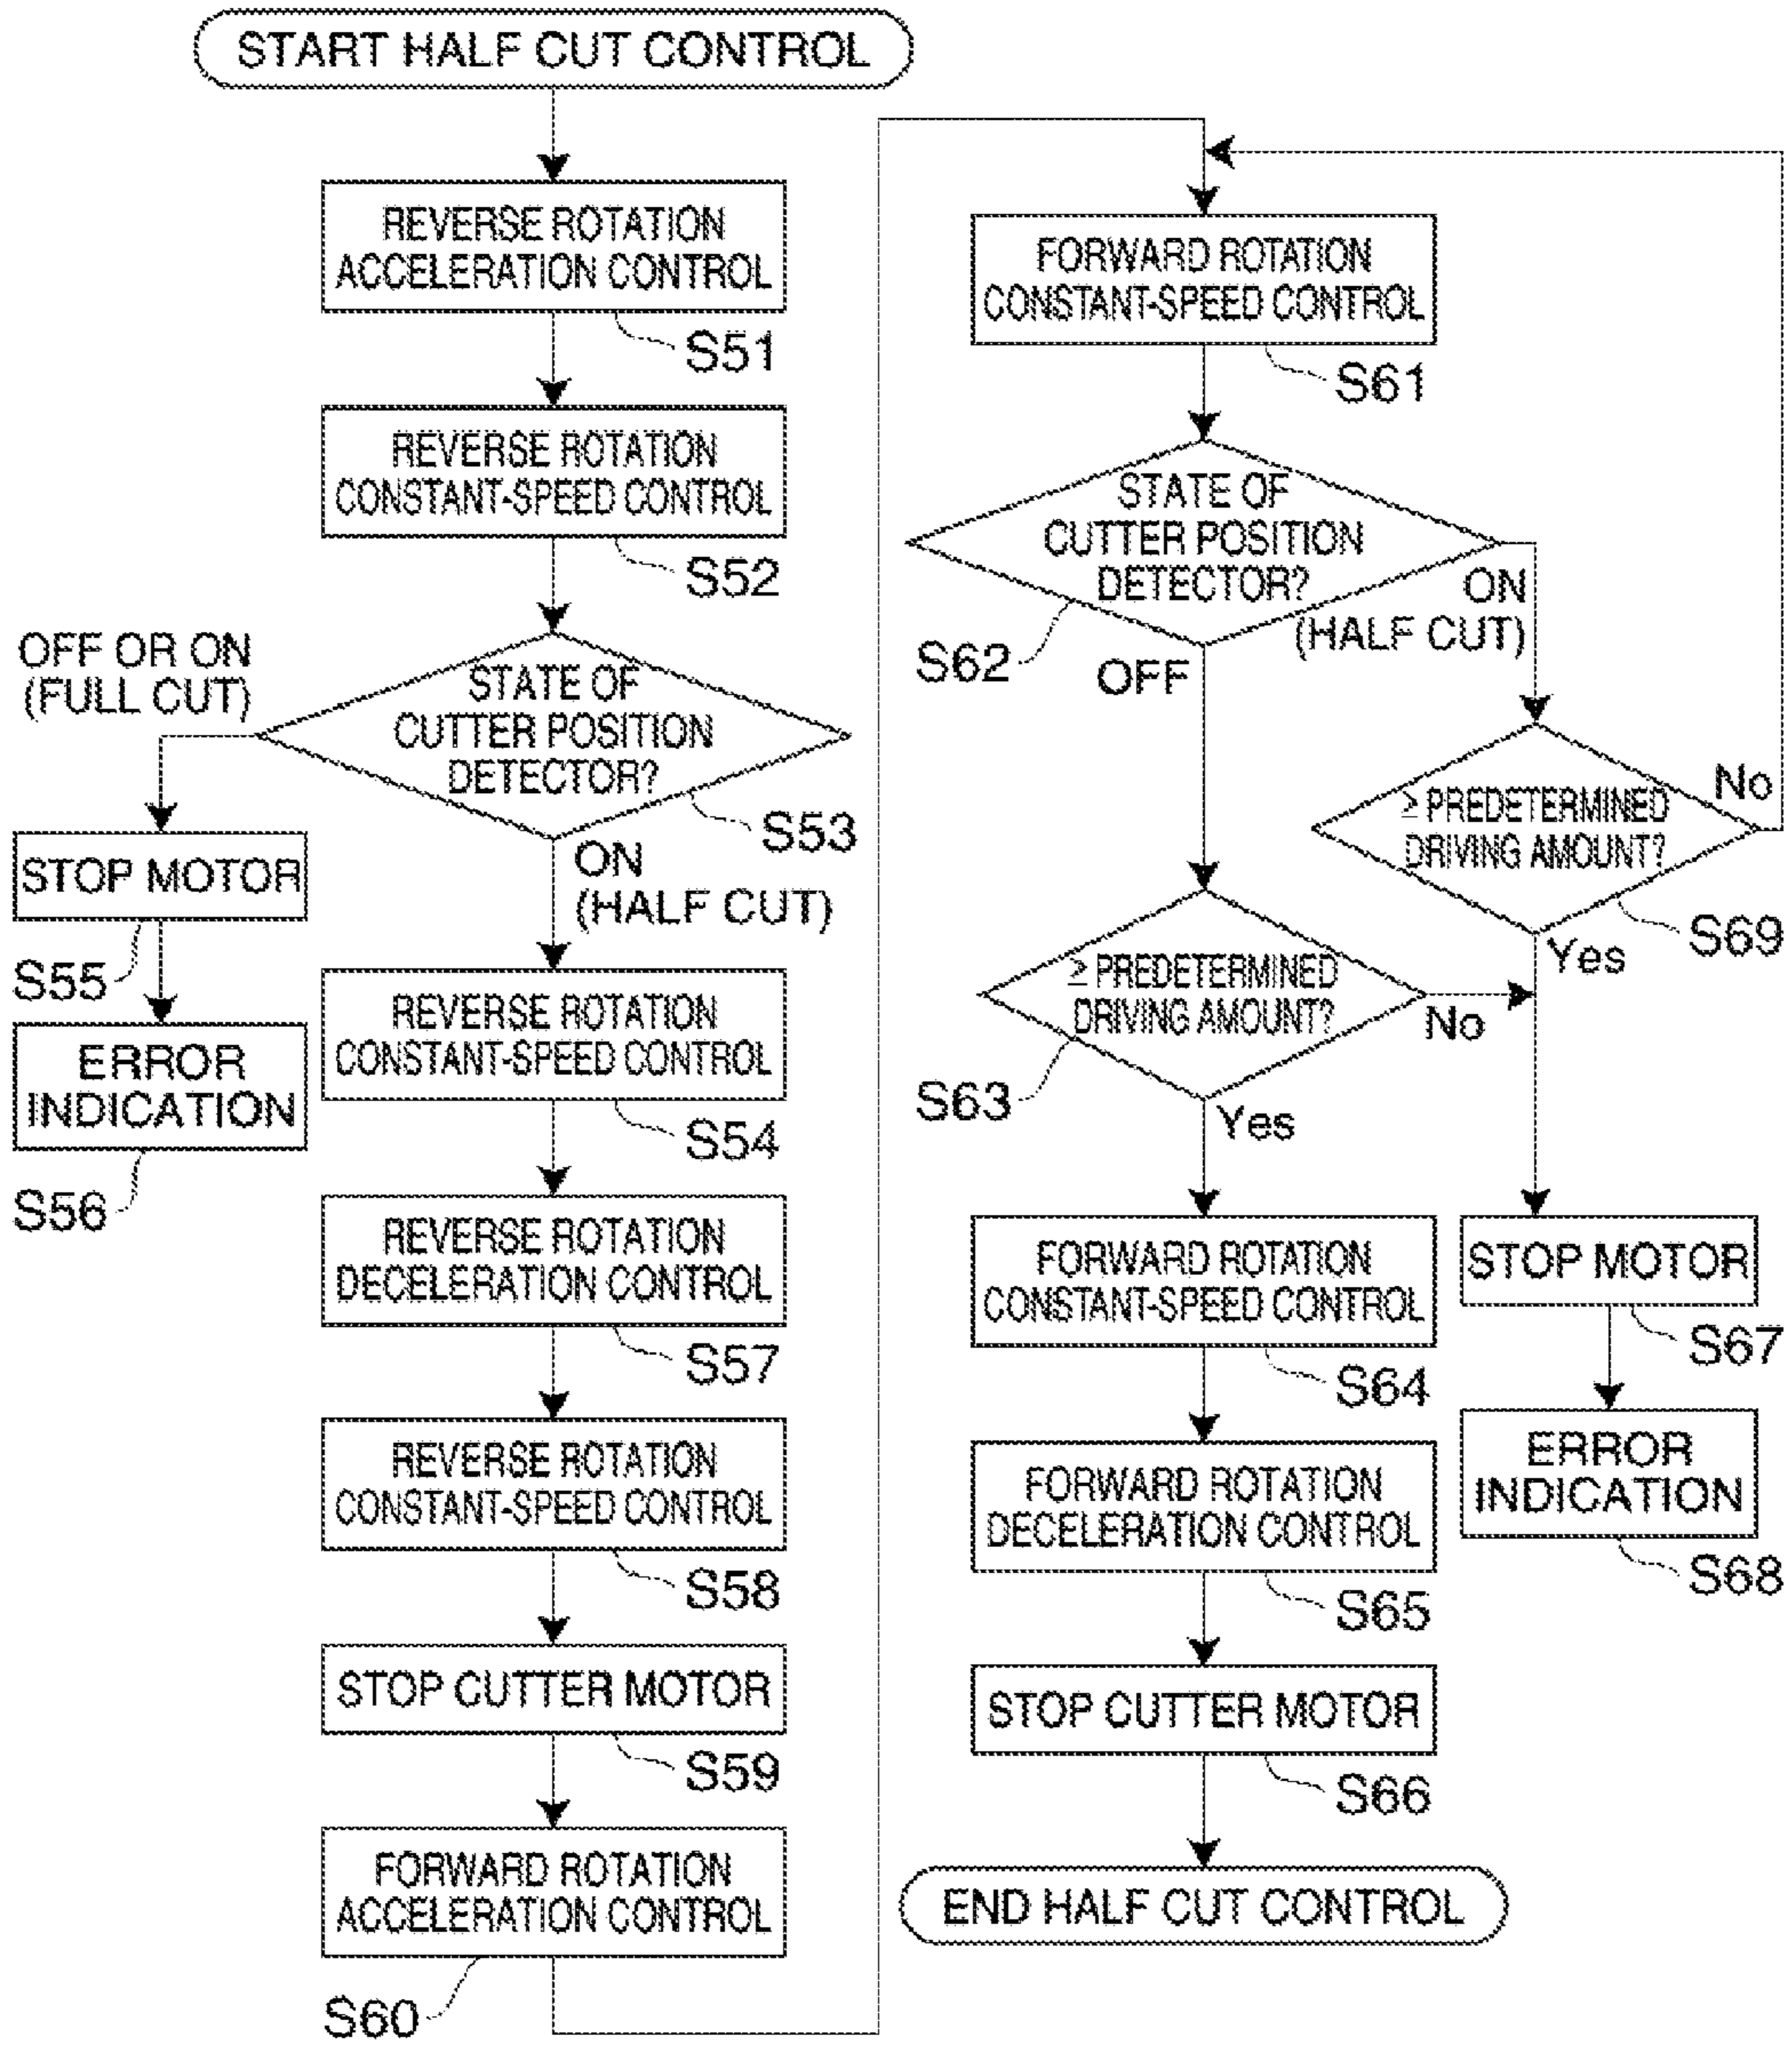 START HALF CUT CONTROL
REVERSE ROTATION
ACCELERATION CONTROL
S51
REVERSE ROTATION
CONSTANT-SPEED CONTROL
S52
OFF OR ON
(FULL CUT)
STATE OF
CUTTER POSITION
DETECTOR?
S53
STOP MOTOR
S55
ON
(HALF CUT)
ERROR
INDICATION
S56
REVERSE ROTATION
CONSTANT-SPEED CONTROL
S54
REVERSE ROTATION
DECELERATION CONTROL
S57
REVERSE ROTATION
CONSTANT-SPEED CONTROL
S58
STOP CUTTER MOTOR
S59
FORWARD ROTATION
ACCELERATION CONTROL
S60
FORWARD ROTATION
CONSTANT-SPEED CONTROL
S61
STATE OF
CUTTER POSITION
DETECTOR?
S62
ON
(HALF CUT)
OFF
≥ PREDETERMINED
DRIVING AMOUNT?
No
S69
Yes
≥ PREDETERMINED
DRIVING AMOUNT?
No
S63
Yes
FORWARD ROTATION
CONSTANT-SPEED CONTROL
S64
STOP MOTOR
S67
FORWARD ROTATION
DECELERATION CONTROL
S65
ERROR
INDICATION
S68
STOP CUTTER MOTOR
S66
END HALF CUT CONTROL